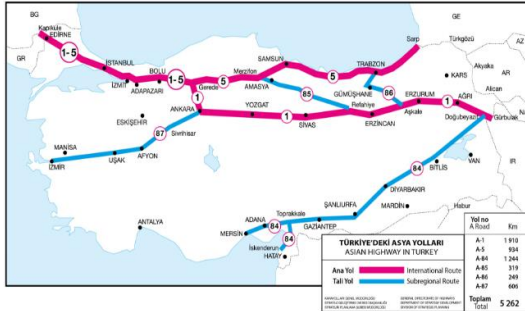 BG
GE
Kapıkule
EDİRNE
Sarp
Türkgözü
AZ
GR
1-5
İSTANBUL
SAMSUN
TRABZON
Akyaka
AR
BOLU
1-5
Merzifon
5
5
KARS
İZMİT
ADAPAZARI
Gerede
AMASYA
GÜMÜŞHANE
86
Alican
1
85
ERZURUM
AĞRI
ANKARA
YOZGAT
Refahiye
Aşkale
1
Doğubeyazıt
ESKİŞEHİR
1
SİVAS
ERZİNCAN
Gürbulak
Sivrihisar
87
MANİSA
UŞAK
AFYON
İZMİR
VAN
BİTLİS
IR
84
DİYARBAKIR
ANTALYA
ADANA
84
Toprakkale
ŞANLIURFA
MARDİN
Habur
MERSİN
84
GAZİANTEP
İskenderun
HATAY
TÜRKİYE'DEKİ ASYA YOLLARI
ASIAN HIGHWAY IN TURKEY
Ana Yol International Route
Tali Yol Subregional Route
Yol no
A.Road Km
A-1 1 910
A-5 934
A-84 1 244
A-85 319
A-86 249
A-87 606
Toplam
Total 5 262